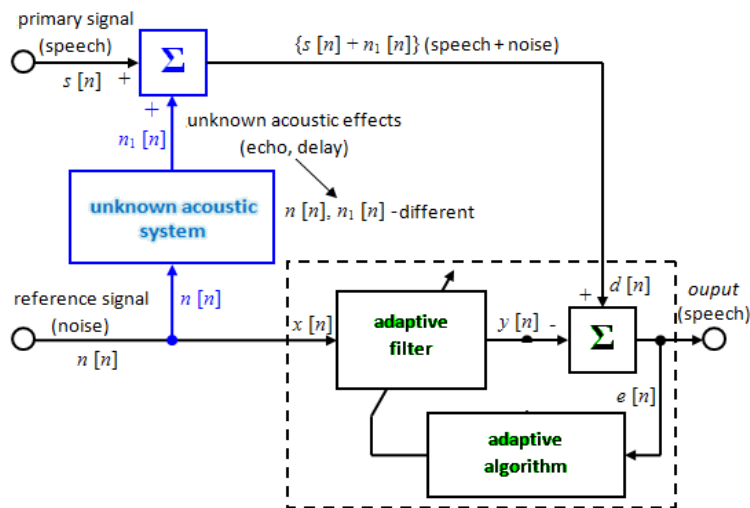 primary signal
(speech)
s [n]
+
Σ
+
{s [n] + n₁ [n]} (speech + noise)
n₁ [n]
unknown acoustic effects
(echo, delay)
unknown acoustic
system
n [n], n₁ [n] - different
reference signal
(noise)
n [n]
n [n]
x [n]
adaptive
filter
y [n]
-
+
d [n]
Σ
ouput
(speech)
e [n]
adaptive
algorithm